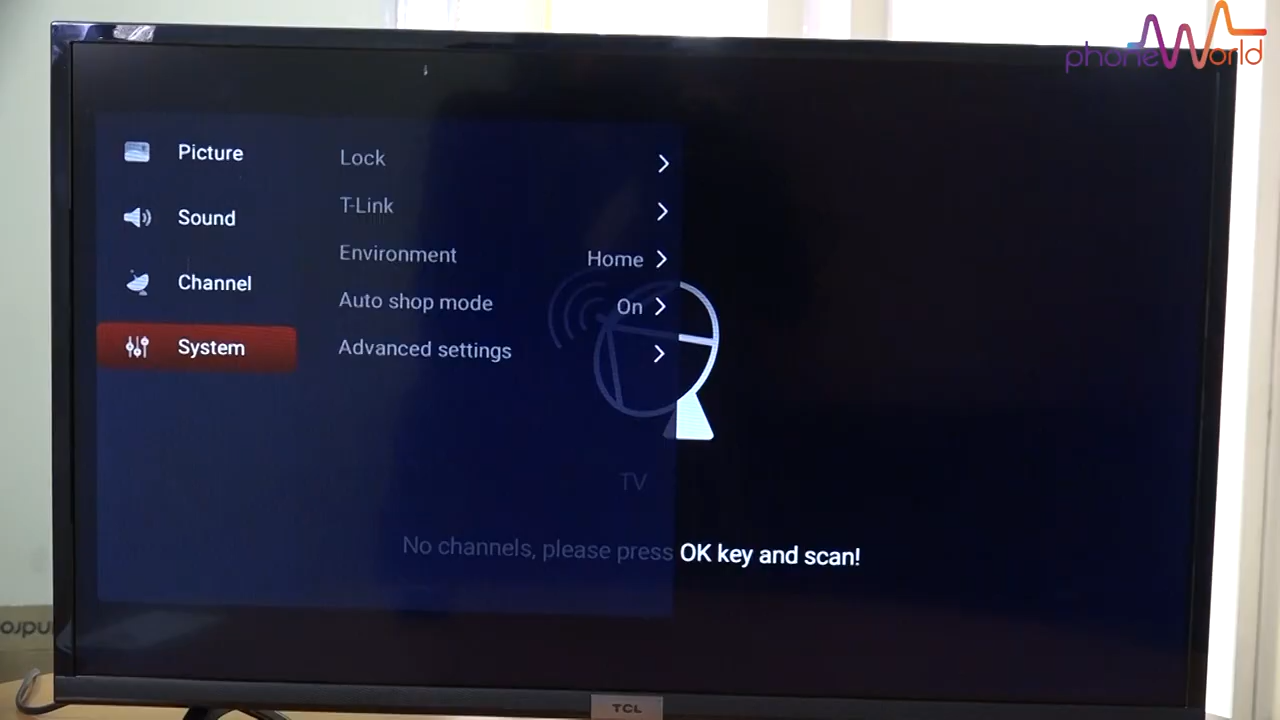 phoneWorld
Picture
Sound
Channel
System
Lock
T-Link
Environment Home
Auto shop mode On
Advanced settings
TV
No channels, please press OK key and scan!
TCL